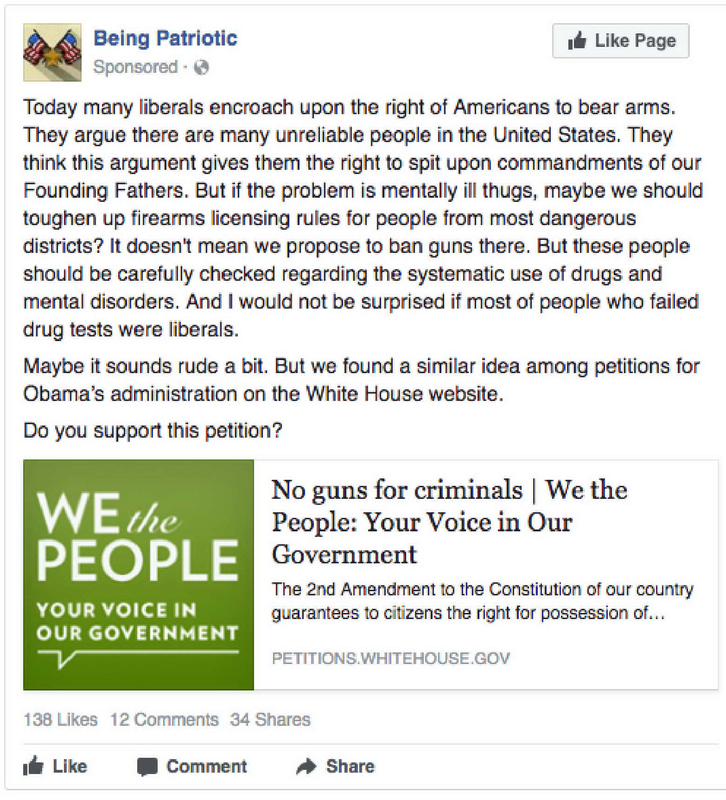 Being Patriotic
Like Page
Sponsored ·
Today many liberals encroach upon the right of Americans to bear arms.
They argue there are many unreliable people in the United States. They
think this argument gives them the right to spit upon commandments of our
Founding Fathers. But if the problem is mentally ill thugs, maybe we should
toughen up firearms licensing rules for people from most dangerous
districts? It doesn't mean we propose to ban guns there. But these people
should be carefully checked regarding the systematic use of drugs and
mental disorders. And I would not be surprised if most of people who failed
drug tests were liberals.
Maybe it sounds rude a bit. But we found a similar idea among petitions for
Obama's administration on the White House website.
Do you support this petition?
WE the
PEOPLE
YOUR VOICE IN
OUR GOVERNMENT
No guns for criminals | We the
People: Your Voice in Our
Government
The 2nd Amendment to the Constitution of our country
guarantees to citizens the right for possession of...
PETITIONS.WHITEHOUSE.GOV
138 Likes 12 Comments 34 Shares
Like Comment Share